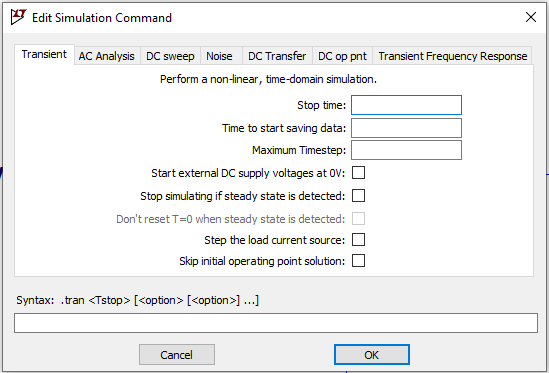 Edit Simulation Command
Transient AC Analysis DC sweep Noise DC Transfer DC op pnt Transient Frequency Response
Perform a non-linear, time-domain simulation.
Stop time:
Time to start saving data:
Maximum Timestep:
Start external DC supply voltages at 0V:
Stop simulating if steady state is detected:
Don't reset T=0 when steady state is detected:
Step the load current source:
Skip initial operating point solution:
Syntax: .tran <Tstop> [<option> [<option>] ...]
Cancel OK